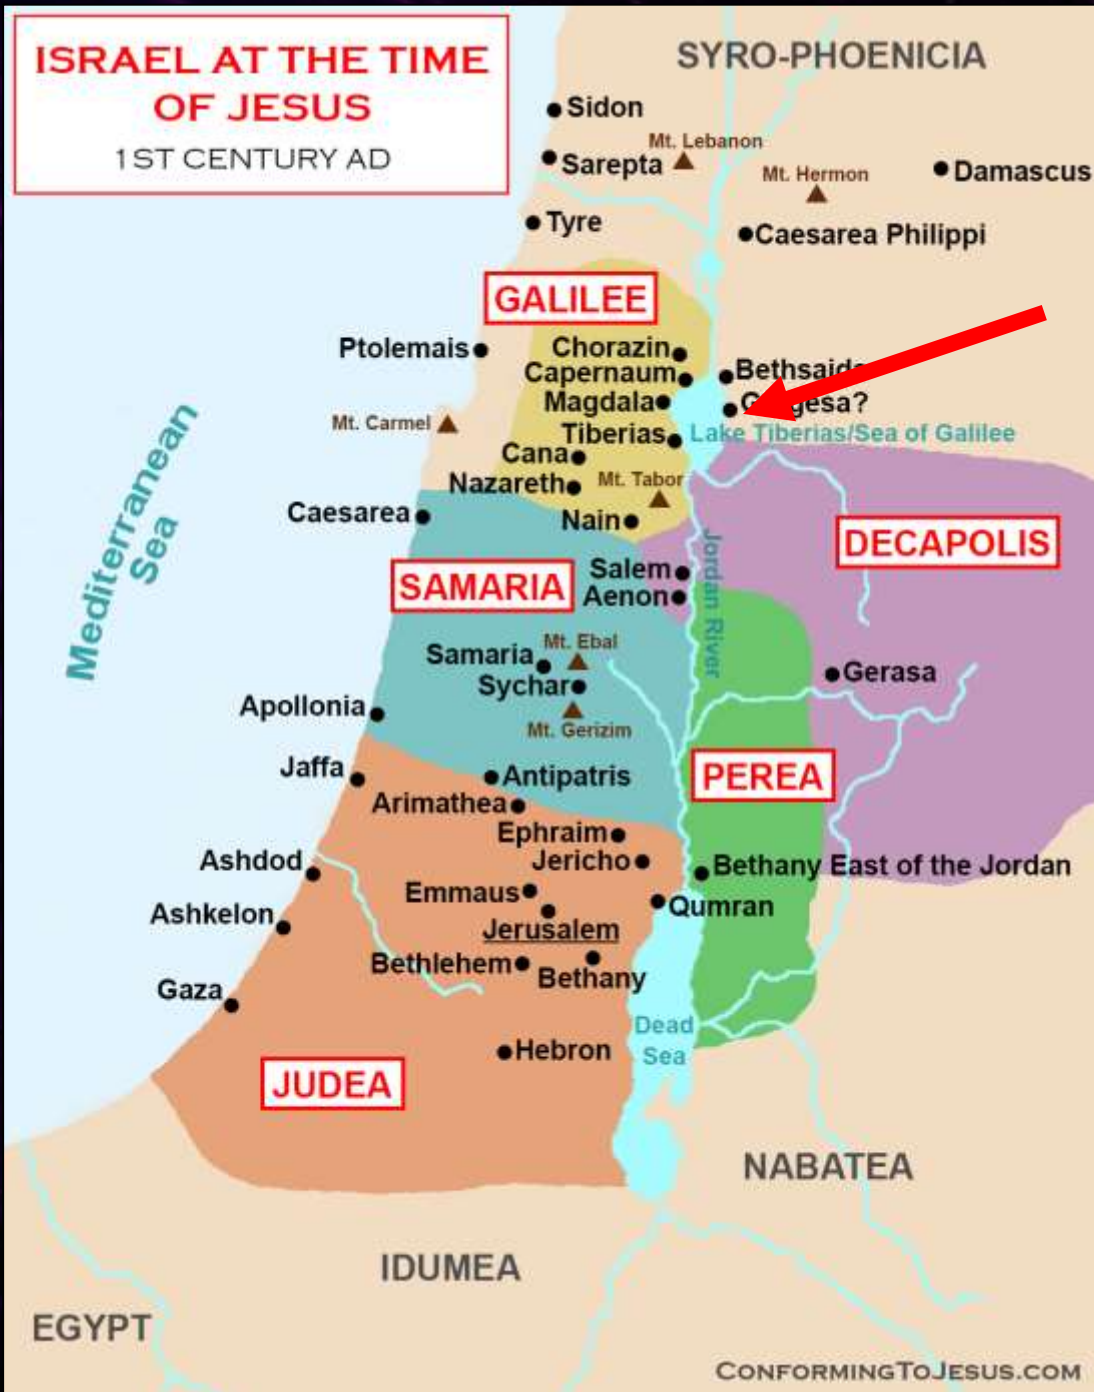 ISRAEL AT THE TIME
OF JESUS
1ST CENTURY AD
SYRO-PHOENICIA
Sidon
Mt. Lebanon
Sarepta
Mt. Hermon
Damascus
Tyre
Caesarea Philippi
GALILEE
Ptolemais
Chorazin
Capernaum
Bethsaida
Magdala
Mt. Carmel
Tiberias
Lake Tiberias/Sea of Galilee
Cana
Nazareth
Mt. Tabor
Caesarea
Nain
Mediterranean
Sea
DECAPOLIS
Jordan River
SAMARIA
Salem
Aenon
Samaria
Mt. Ebal
Sychar
Gerasa
Apollonia
Mt. Gerizim
Jaffa
Antipatris
PEREA
Arimathea
Ephraim
Ashdod
Jericho
Bethany East of the Jordan
Emmaus
Qumran
Ashkelon
Jerusalem
Bethlehem
Bethany
Gaza
Dead
Sea
Hebron
JUDEA
NABATEA
IDUMEA
EGYPT
CONFORMINGTOJESUS.COM